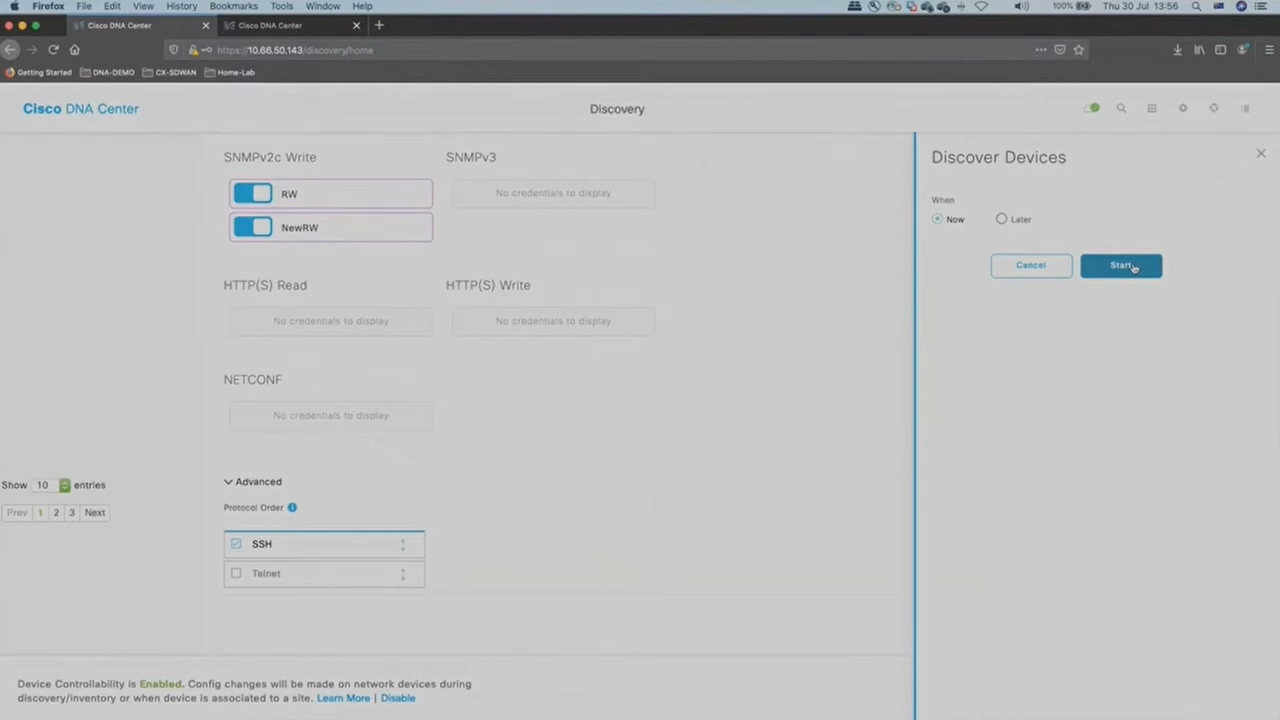 Firefox File Edit View History Bookmarks DNA Tools Window Help 100% Thu 30 Jul 13:56
Cisco DNA Center Cisco DNA Center
https://10.66.50.143/discovery/home
Getting Started DNA-DEMO CX-SDWAN Home-Lab
Cisco DNA Center Discovery
SNMPv2c Write SNMPv3
RW No credentials to display
NewRW
HTTP(S) Read HTTP(S) Write
No credentials to display No credentials to display
NETCONF
No credentials to display
Show 10 entries
Prev 1 2 3 Next
Advanced
Protocol Order
SSH
Telnet
Device Controllability is Enabled. Config changes will be made on network devices during
discovery/inventory or when device is associated to a site. Learn More | Disable
Discover Devices
When
Now Later
Cancel Start